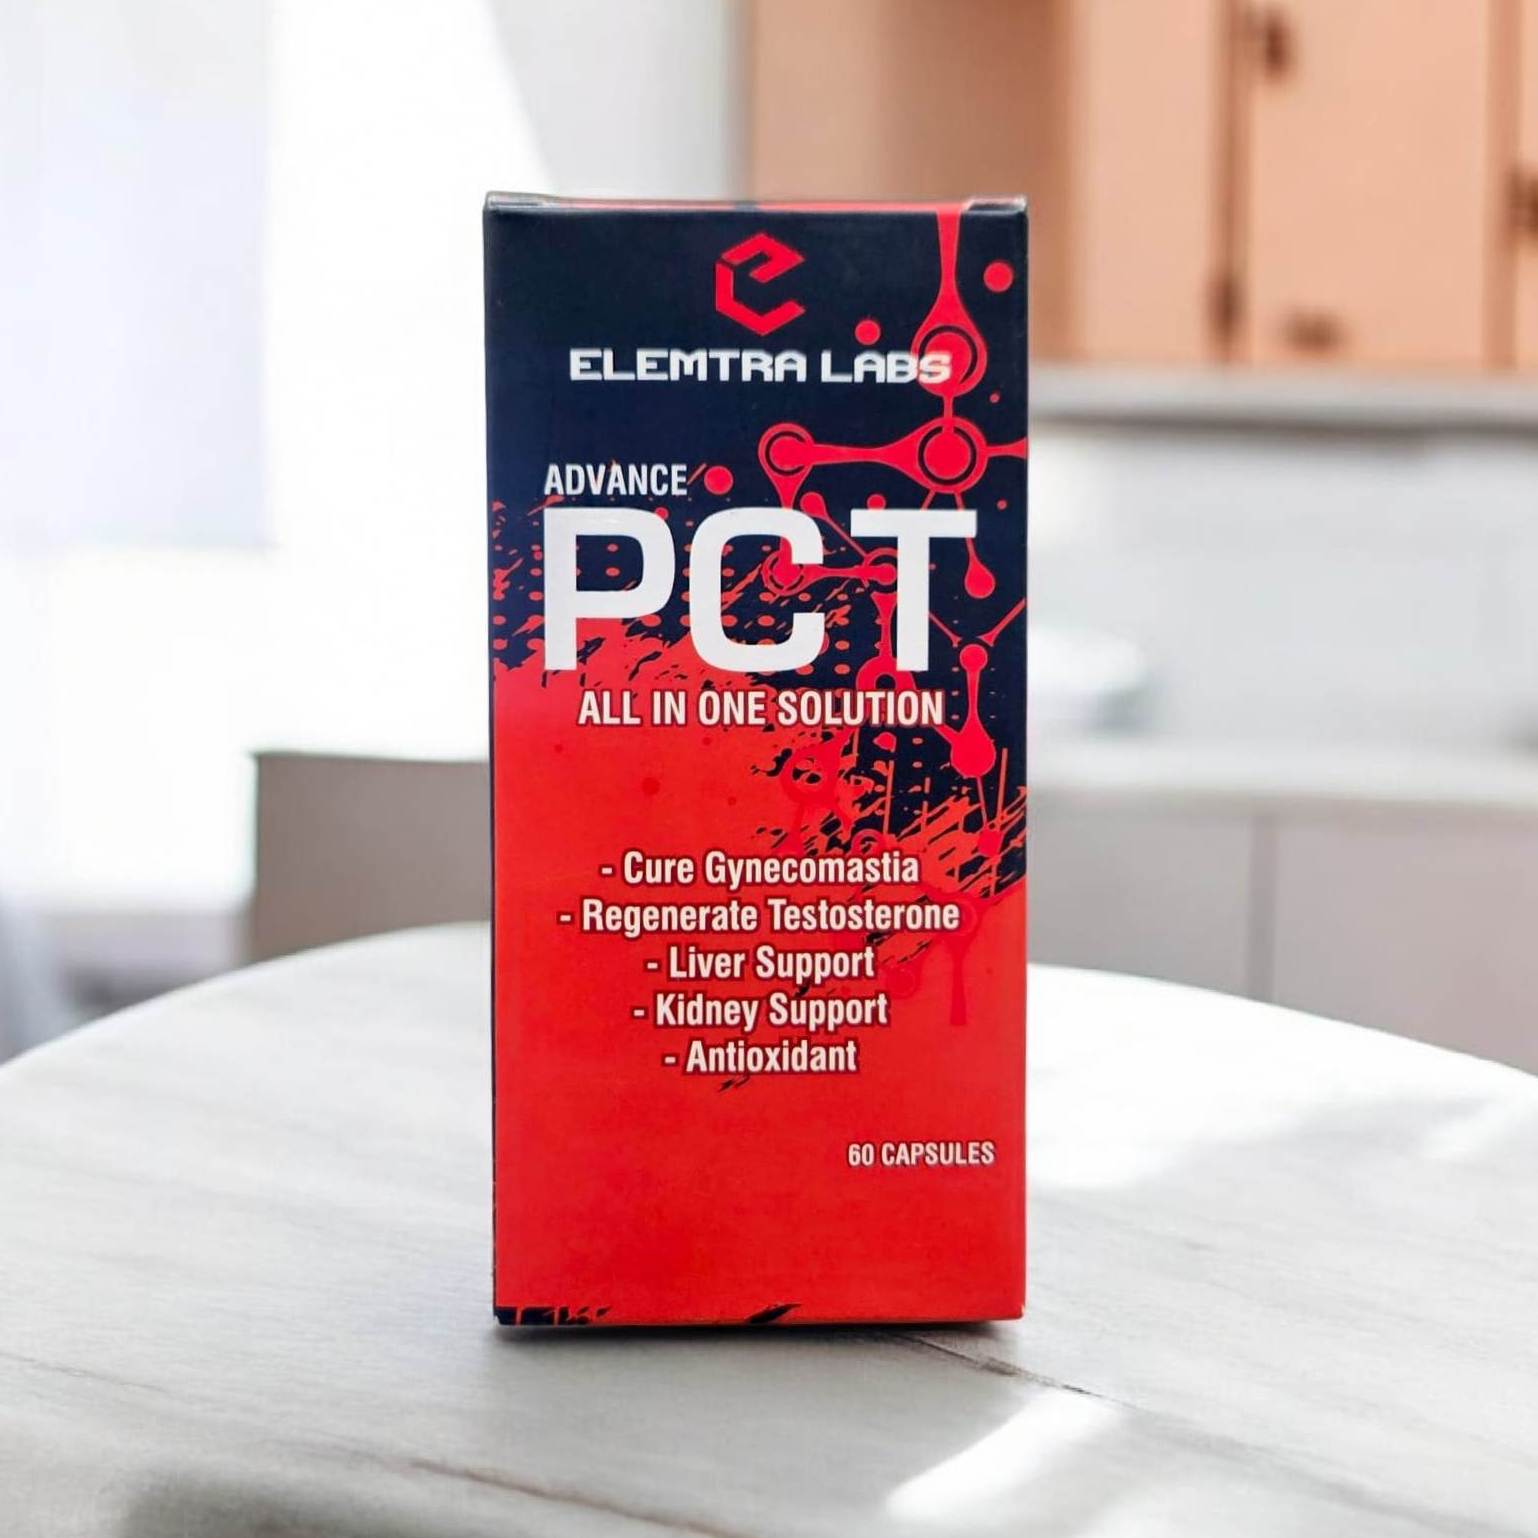 ELEMTRA LABS
ADVANCE
PCT
ALL IN ONE SOLUTION
- Cure Gynecomastia
- Regenerate Testosterone
- Liver Support
- Kidney Support
- Antioxidant
60 CAPSULES